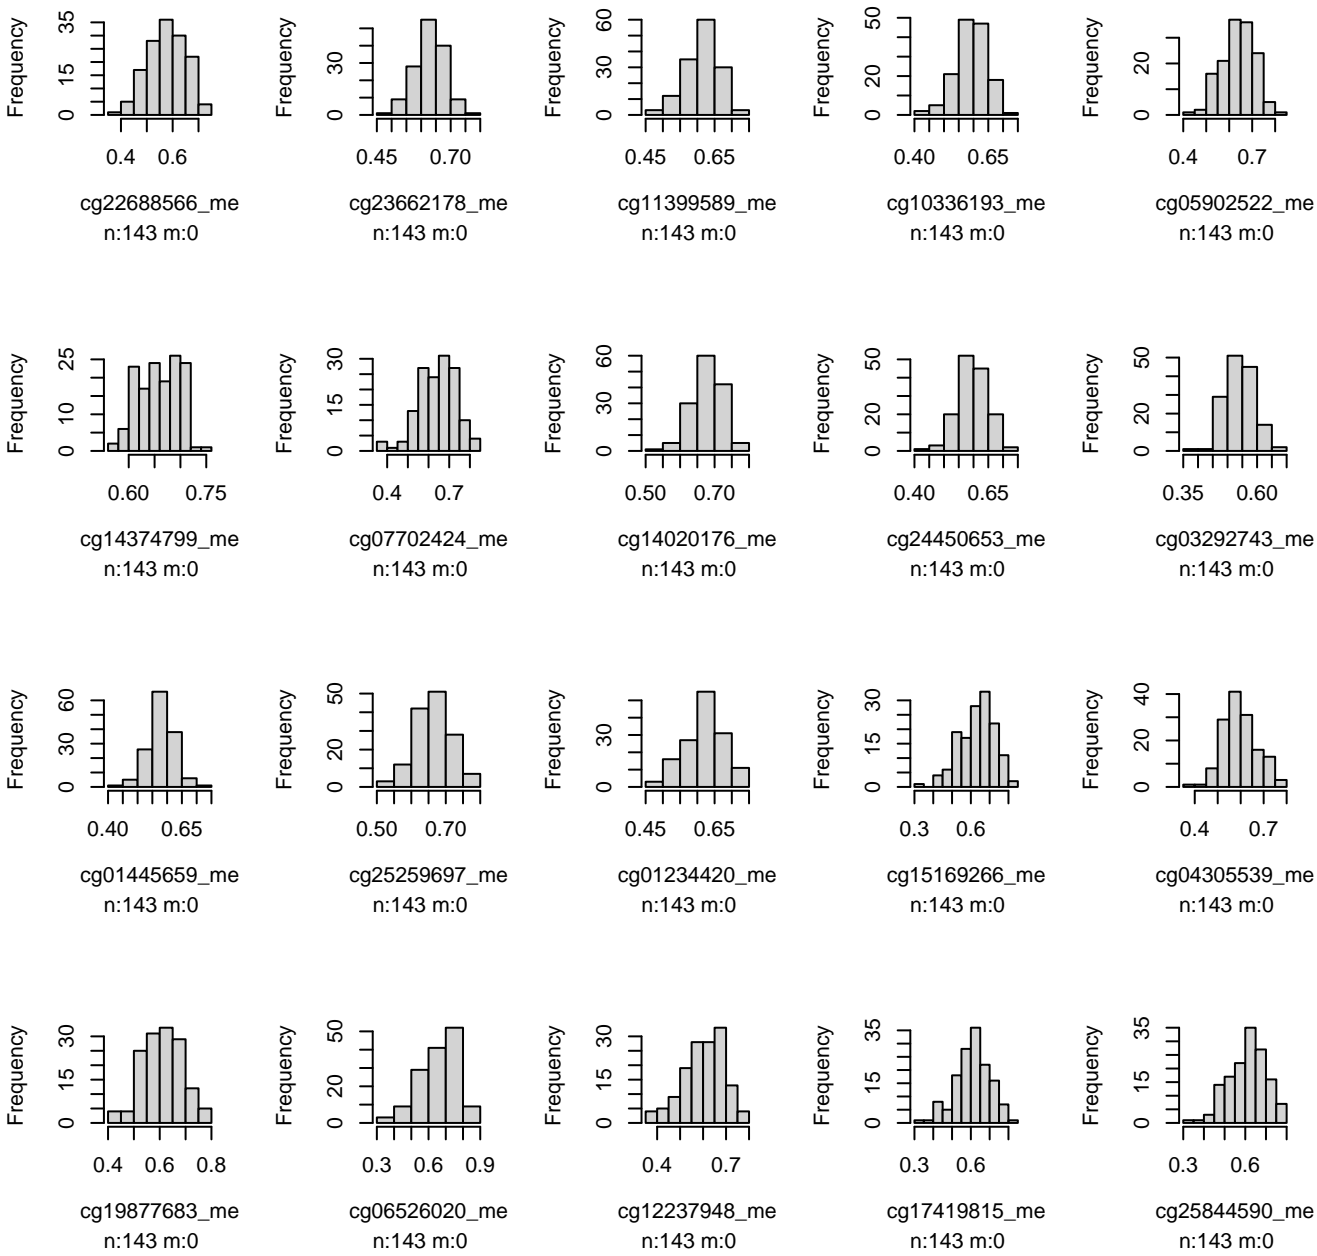 Frequency
0 15 35
0.4 0.6
cg22688566_me
n:143 m:0
Frequency
0 30
0.45 0.70
cg23662178_me
n:143 m:0
Frequency
0 30 60
0.45 0.65
cg11399589_me
n:143 m:0
Frequency
0 20 50
0.40 0.65
cg10336193_me
n:143 m:0
Frequency
0 20
0.4 0.7
cg05902522_me
n:143 m:0
Frequency
0 10 25
0.60 0.75
cg14374799_me
n:143 m:0
Frequency
0 15 30
0.4 0.7
cg07702424_me
n:143 m:0
Frequency
0 30 60
0.50 0.70
cg14020176_me
n:143 m:0
Frequency
0 20 50
0.40 0.65
cg24450653_me
n:143 m:0
Frequency
0 20 50
0.35 0.60
cg03292743_me
n:143 m:0
Frequency
0 30 60
0.40 0.65
cg01445659_me
n:143 m:0
Frequency
0 20 50
0.50 0.70
cg25259697_me
n:143 m:0
Frequency
0 30
0.45 0.65
cg01234420_me
n:143 m:0
Frequency
0 15 30
0.3 0.6
cg15169266_me
n:143 m:0
Frequency
0 20 40
0.4 0.7
cg04305539_me
n:143 m:0
Frequency
0 15 30
0.4 0.6 0.8
cg19877683_me
n:143 m:0
Frequency
0 20 50
0.3 0.6 0.9
cg06526020_me
n:143 m:0
Frequency
0 15 30
0.4 0.7
cg12237948_me
n:143 m:0
Frequency
0 15 35
0.3 0.6
cg17419815_me
n:143 m:0
Frequency
0 15 35
0.3 0.6
cg25844590_me
n:143 m:0